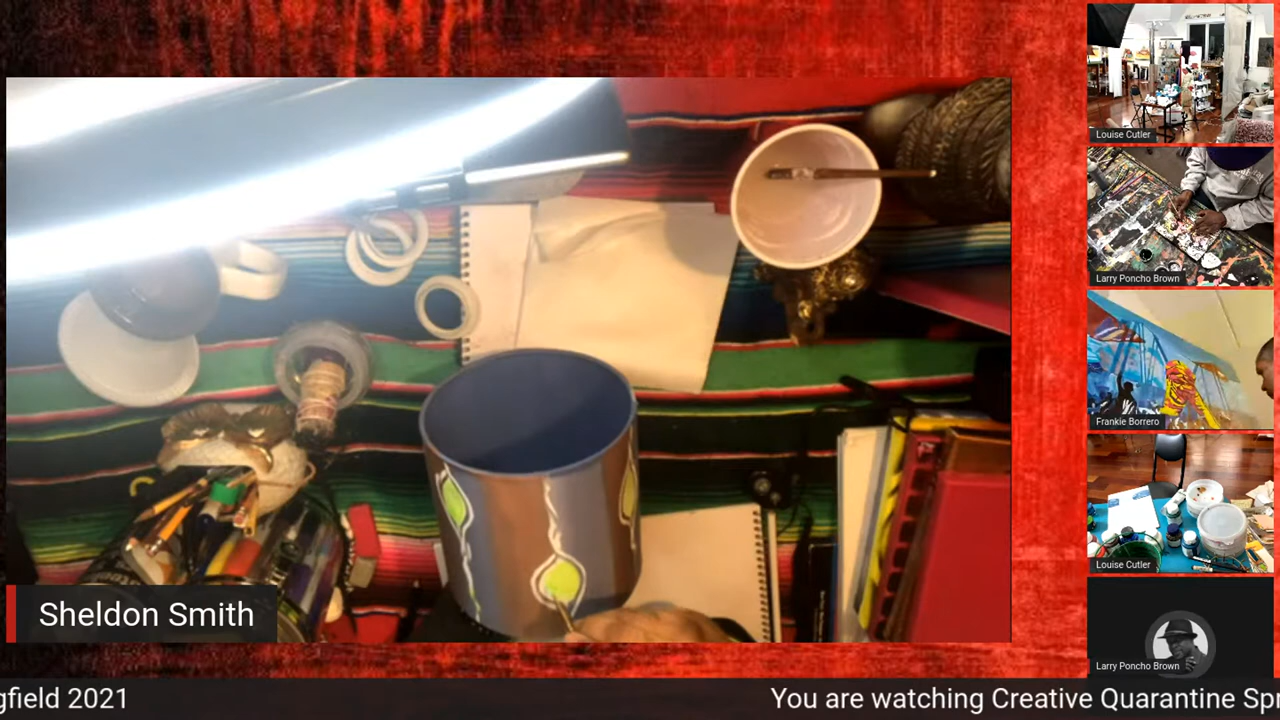 Louise Cutler
Larry Poncho Brown
Frankie Borrero
Louise Cutler
Larry Poncho Brown
Sheldon Smith
gfield 2021
You are watching Creative Quarantine Spr